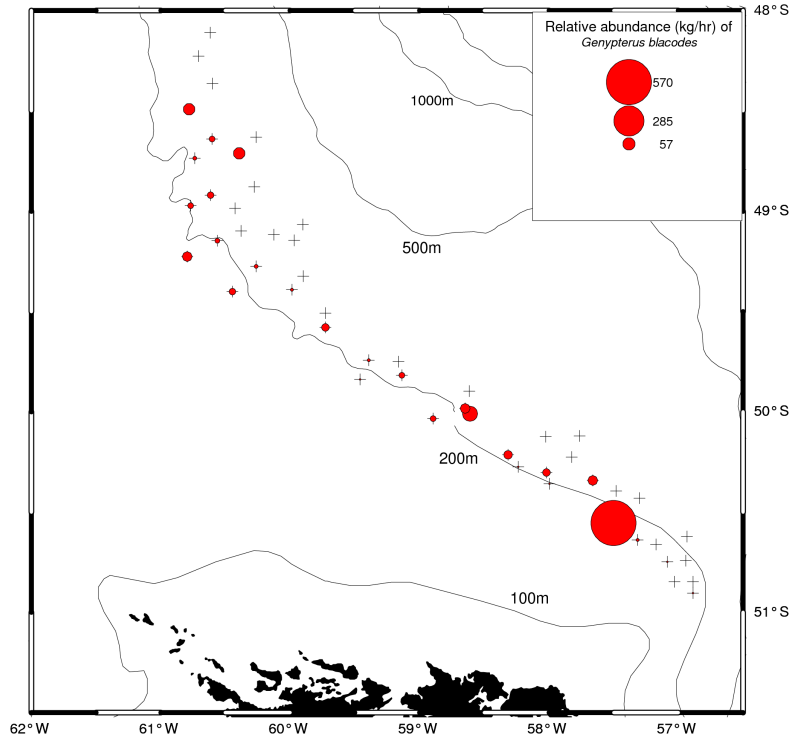 48°S
Relative abundance (kg/hr) of
Genypterus blacodes
570
1000m
285
57
49°S
500m
50°S
200m
100m
51°S
62°W
61°W
60°W
59°W
58°W
57°W